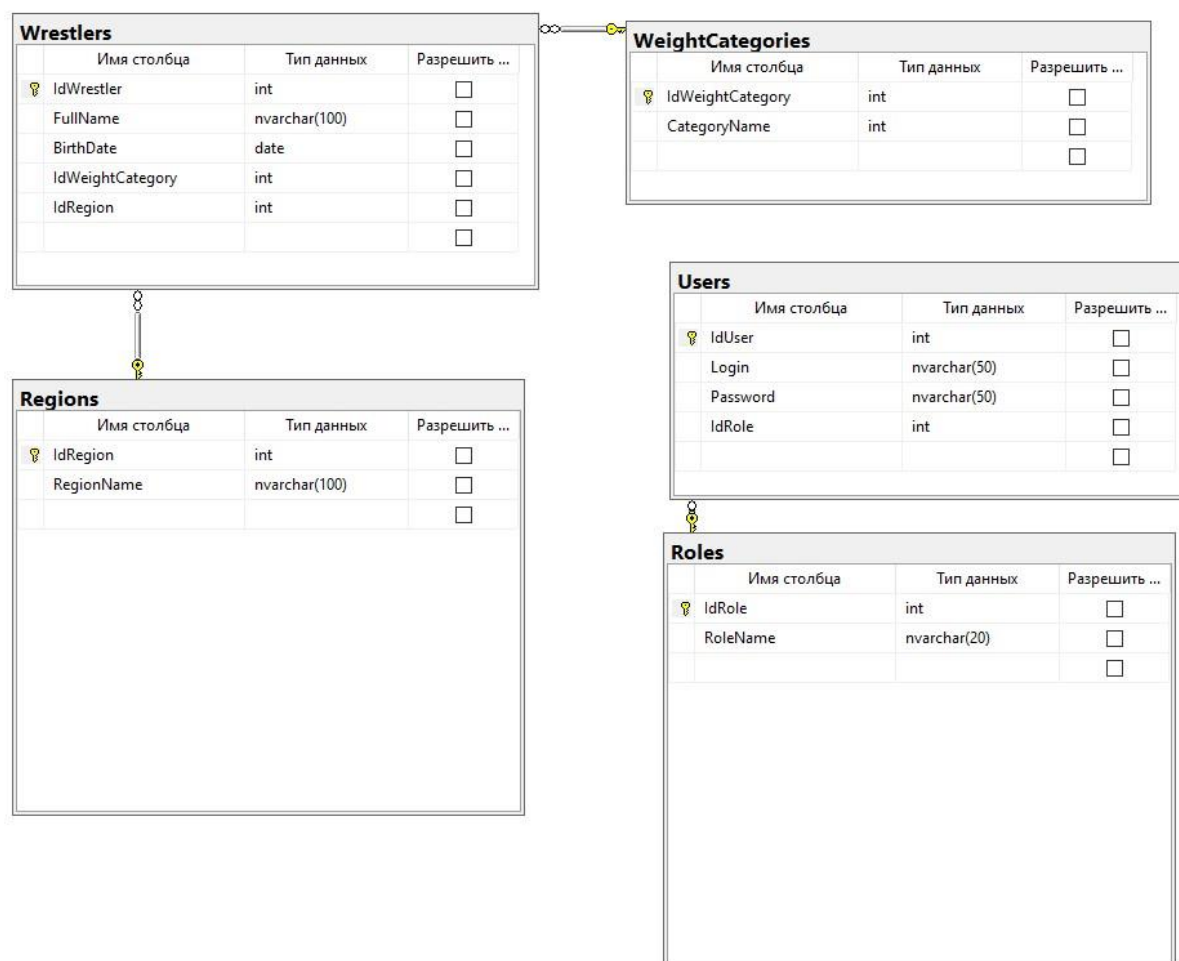 Wrestlers
Имя столбца Тип данных Разрешить ...
IdWrestler int
FullName nvarchar(100)
BirthDate date
IdWeightCategory int
IdRegion int
WeightCategories
Имя столбца Тип данных Разрешить ...
IdWeightCategory int
CategoryName int
Users
Имя столбца Тип данных Разрешить ...
IdUser int
Login nvarchar(50)
Password nvarchar(50)
IdRole int
Regions
Имя столбца Тип данных Разрешить ...
IdRegion int
RegionName nvarchar(100)
Roles
Имя столбца Тип данных Разрешить ...
IdRole int
RoleName nvarchar(20)